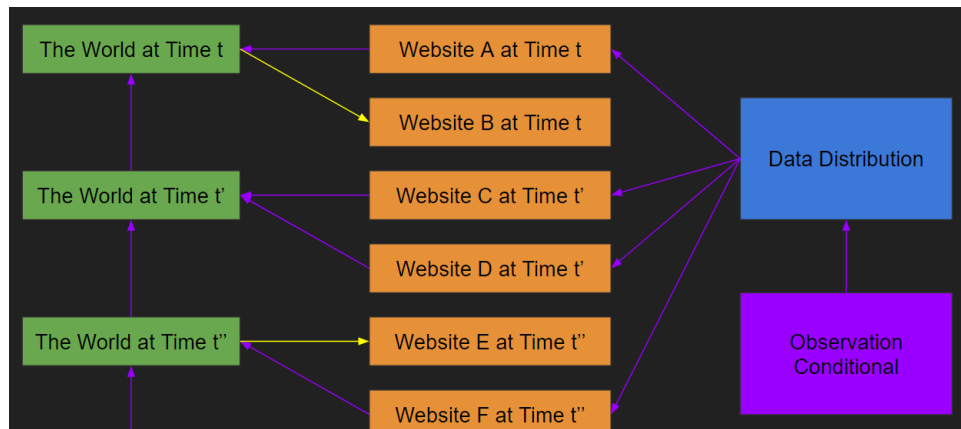 The World at Time t
Website A at Time t
Website B at Time t
Data Distribution
The World at Time t’
Website C at Time t’
Website D at Time t’
The World at Time t’’
Website E at Time t’’
Observation
Conditional
Website F at Time t’’